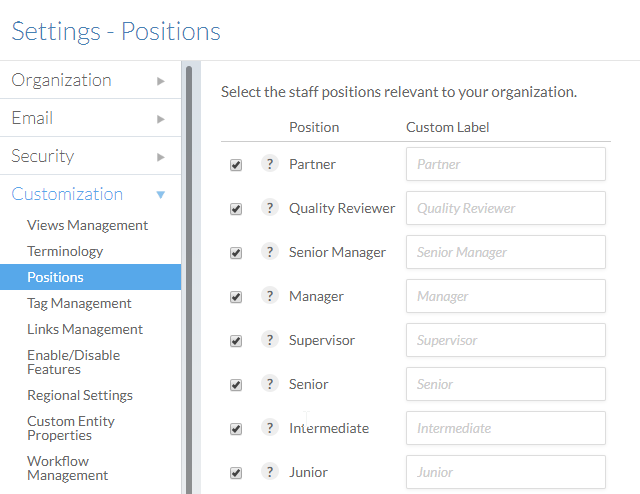 Settings - Positions
Organization
Email
Security
Customization
Views Management
Terminology
Positions
Tag Management
Links Management
Enable/Disable
Features
Regional Settings
Custom Entity
Properties
Workflow
Management
Select the staff positions relevant to your organization.
Position Custom Label
? Partner Partner
? Quality Reviewer Quality Reviewer
? Senior Manager Senior Manager
? Manager Manager
? Supervisor Supervisor
? Senior Senior
? Intermediate Intermediate
? Junior Junior